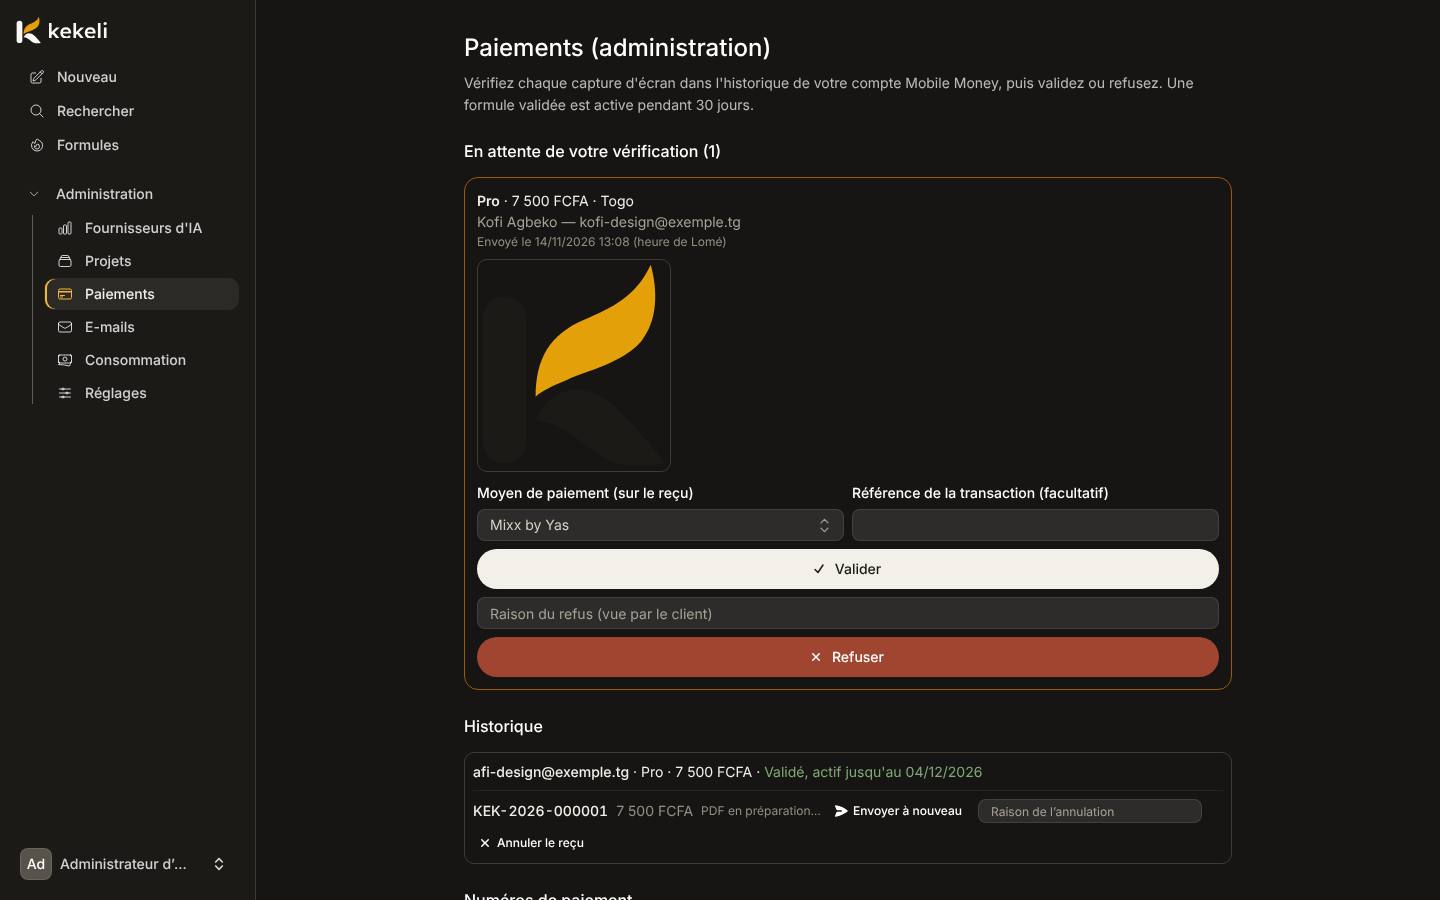 kekeli
Nouveau
Rechercher
Formules
Administration
Fournisseurs d'IA
Projets
Paiements
E-mails
Consommation
Réglages
Ad
Administrateur d’...
Paiements (administration)
Vérifiez chaque capture d'écran dans l'historique de votre compte Mobile Money, puis validez ou refusez. Une
formule validée est active pendant 30 jours.
En attente de votre vérification (1)
Pro · 7 500 FCFA · Togo
Kofi Agbeko — kofi-design@exemple.tg
Envoyé le 14/11/2026 13:08 (heure de Lomé)
Moyen de paiement (sur le reçu)
Référence de la transaction (facultatif)
Mixx by Yas
Valider
Raison du refus (vue par le client)
Refuser
Historique
afi-design@exemple.tg · Pro · 7 500 FCFA · Validé, actif jusqu'au 04/12/2026
KEK-2026-000001 7 500 FCFA PDF en préparation... Envoyer à nouveau Raison de l’annulation
Annuler le reçu
Numéros de paiement